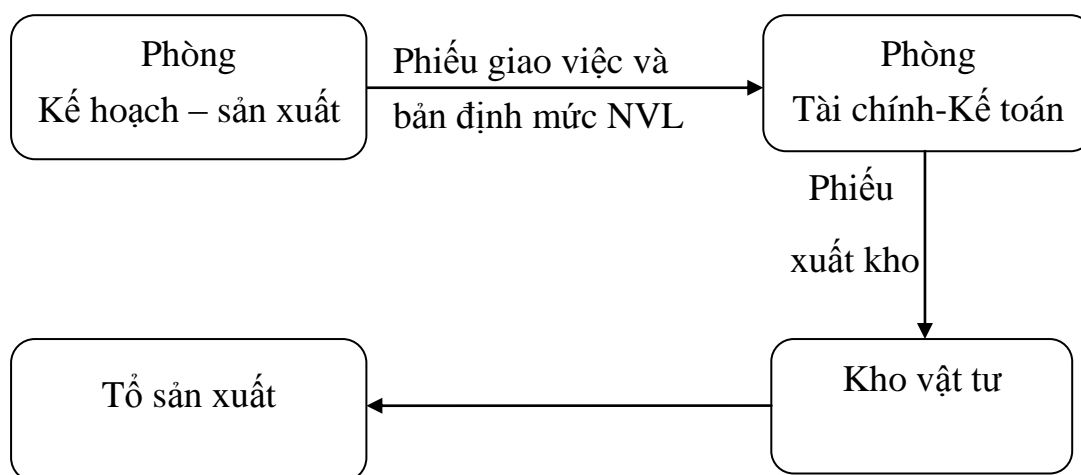 Phòng
Kế hoạch – sản xuất
Phiếu giao việc và
bản định mức NVL
Phòng
Tài chính-Kế toán
Phiếu
xuất kho
Tổ sản xuất
Kho vật tư